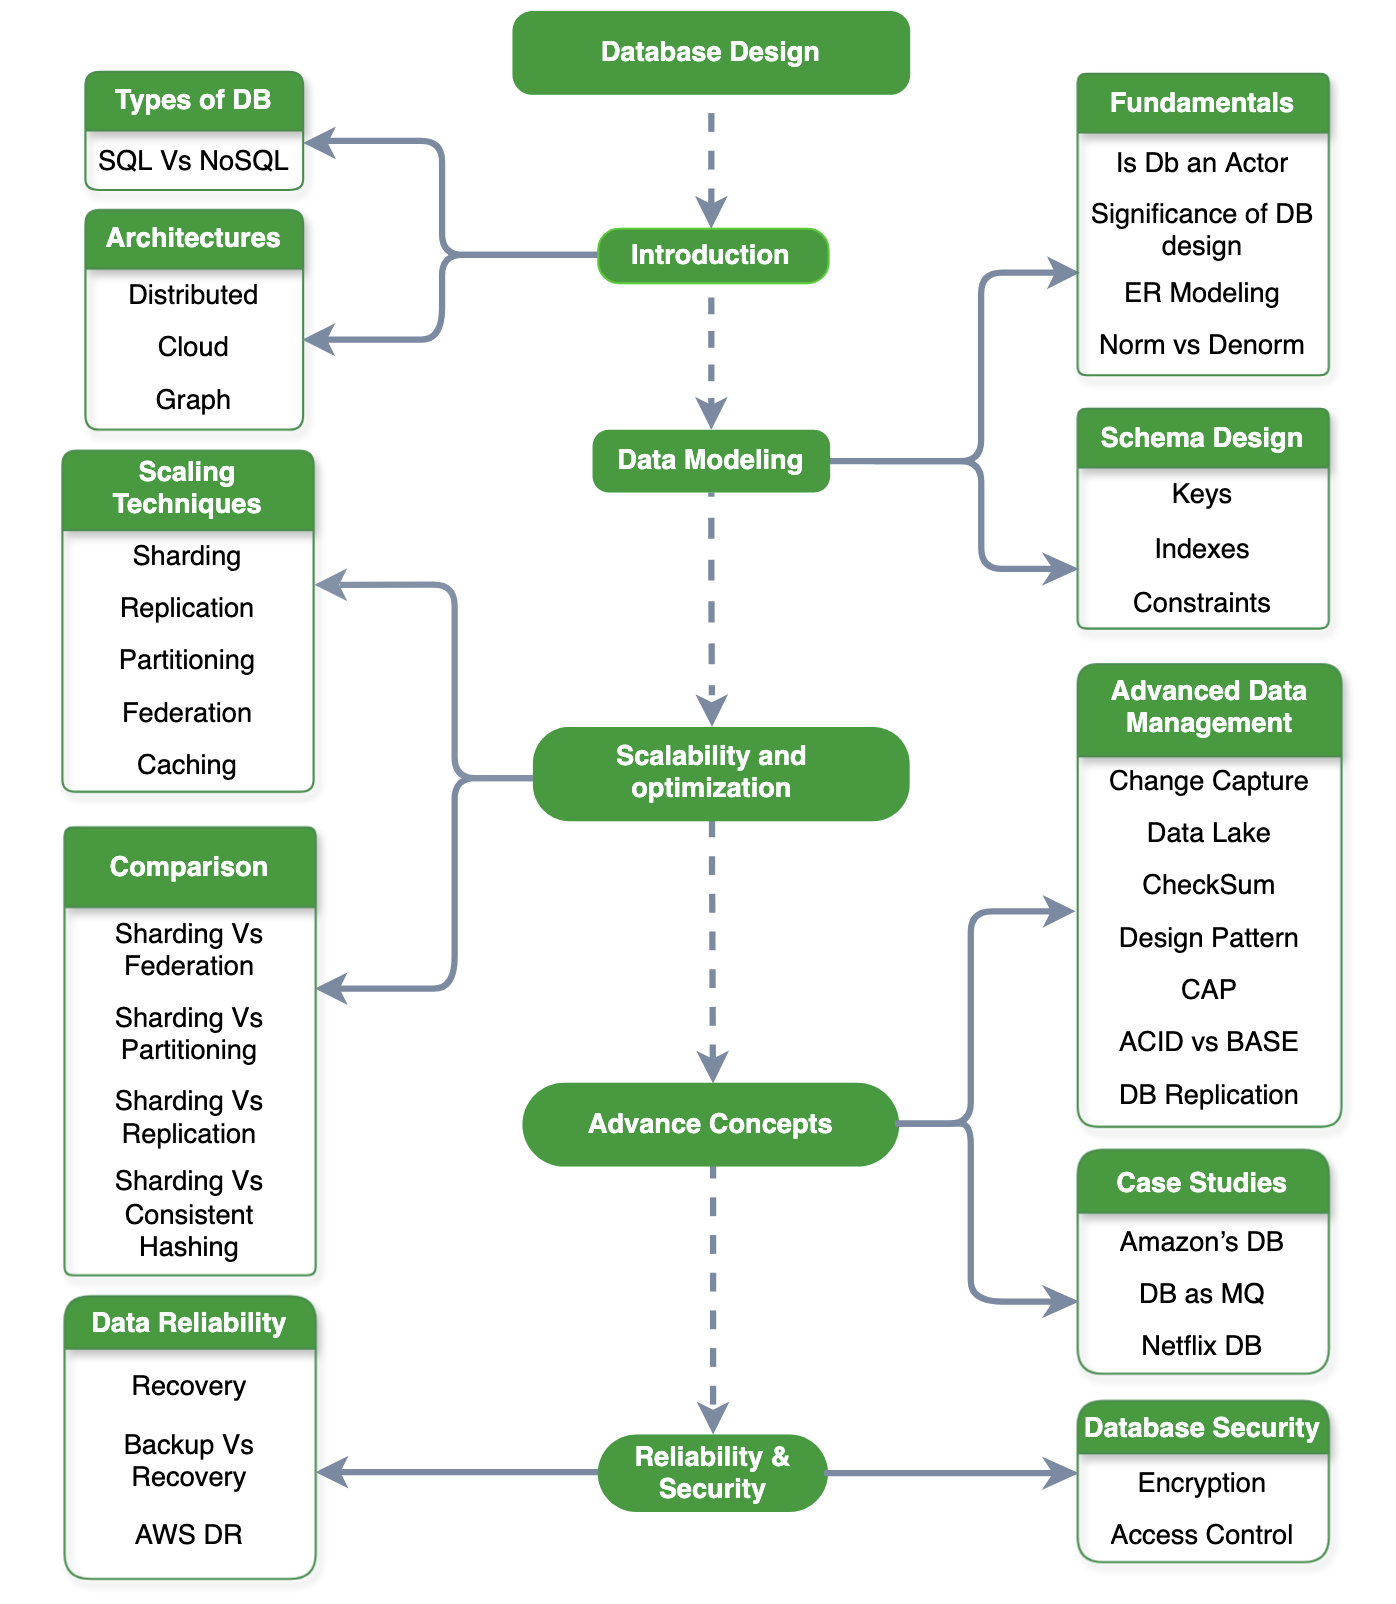 Database Design
Types of DB
SQL Vs NoSQL
Architectures
Distributed
Cloud
Graph
Introduction
Fundamentals
Is Db an Actor
Significance of DB
design
ER Modeling
Norm vs Denorm
Data Modeling
Schema Design
Keys
Indexes
Constraints
Scaling
Techniques
Sharding
Replication
Partitioning
Federation
Caching
Scalability and
optimization
Comparison
Sharding Vs
Federation
Sharding Vs
Partitioning
Sharding Vs
Replication
Sharding Vs
Consistent
Hashing
Advanced Data
Management
Change Capture
Data Lake
CheckSum
Design Pattern
CAP
ACID vs BASE
DB Replication
Advance Concepts
Case Studies
Amazon’s DB
DB as MQ
Netflix DB
Data Reliability
Recovery
Backup Vs
Recovery
AWS DR
Reliability &
Security
Database Security
Encryption
Access Control